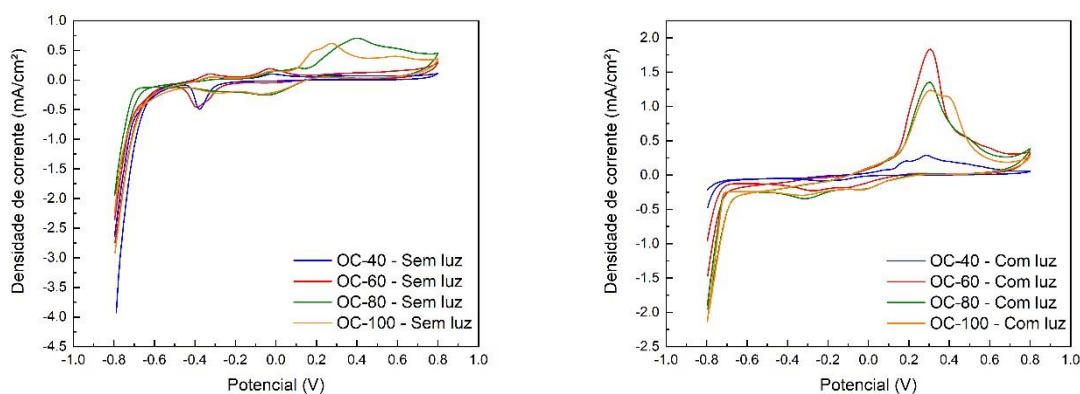 1.0
0.5
0.0
-0.5
-1.0
-1.5
-2.0
-2.5
-3.0
-3.5
-4.0
-4.5
Densidade de corrente (mA/cm²)
OC-40 - Sem luz
OC-60 - Sem luz
OC-80 - Sem luz
OC-100 - Sem luz
-1.0 -0.8 -0.6 -0.4 -0.2 0.0 0.2 0.4 0.6 0.8 1.0
Potencial (V)
2.0
1.5
1.0
0.5
0.0
-0.5
-1.0
-1.5
-2.0
-2.5
Densidade de corrente (mA/cm²)
OC-40 - Com luz
OC-60 - Com luz
OC-80 - Com luz
OC-100 - Com luz
-1.0 -0.8 -0.6 -0.4 -0.2 0.0 0.2 0.4 0.6 0.8 1.0
Potencial (V)